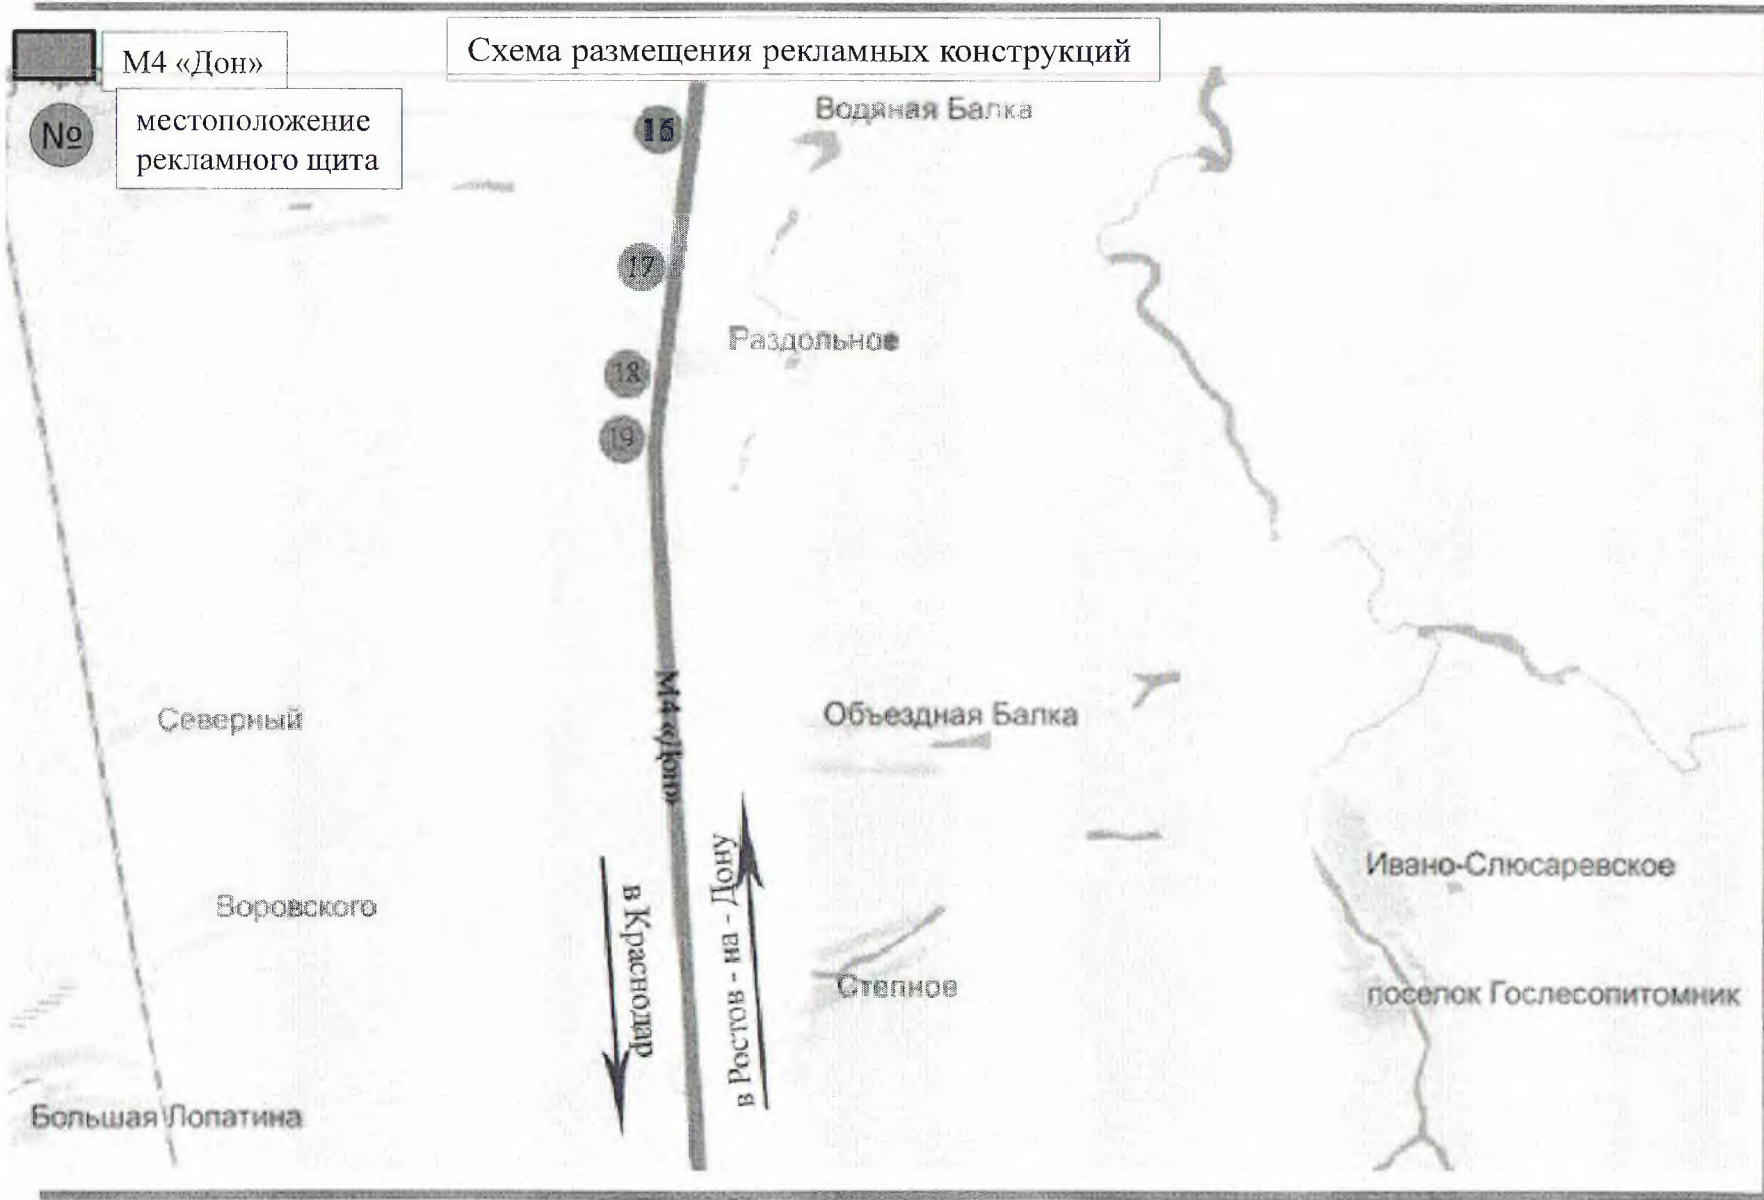 М4 «Дон»
Схема размещения рекламных конструкций
№
местоположение
рекламного щита
16
Водяная Балка
17
Раздольное
18
19
М4 «Дон»
Северный
Объездная Балка
в Краснодар
в Ростов - на - Дону
Ивано-Слюсаревское
Воровского
Степное
поселок Гослесопитомник
Большая Лопатина